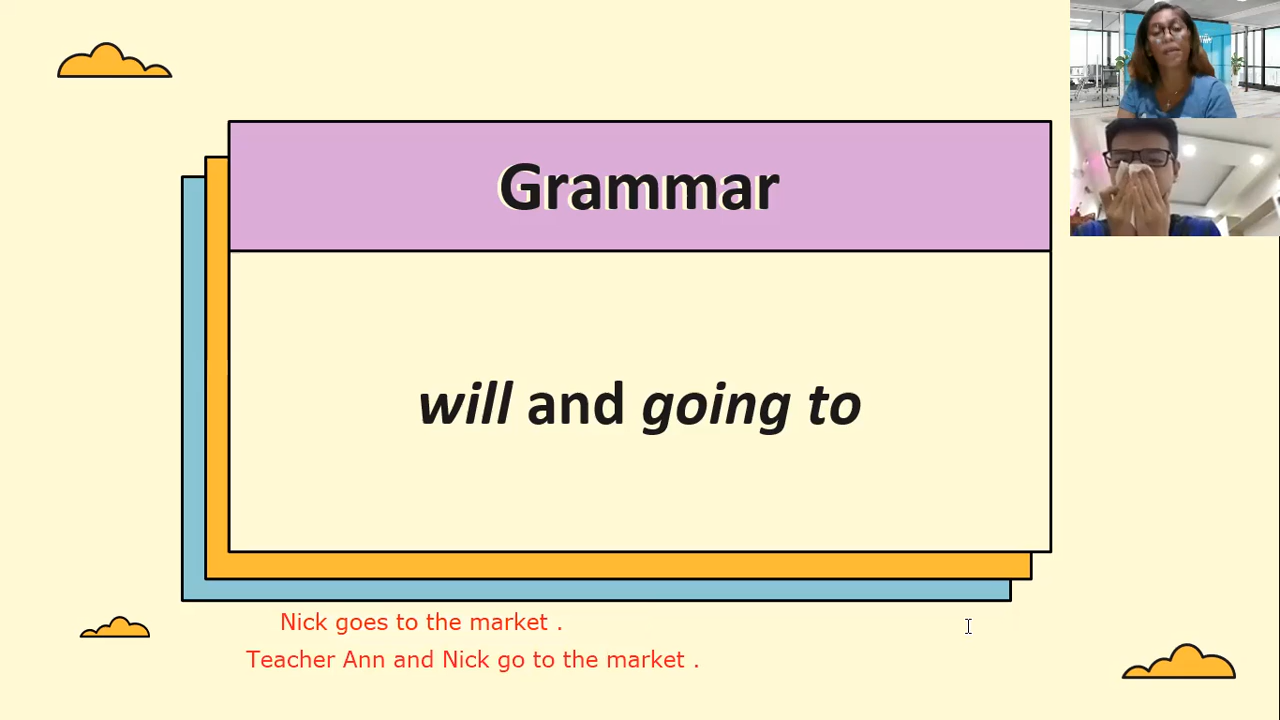 Grammar
will and going to
Nick goes to the market .
Teacher Ann and Nick go to the market .